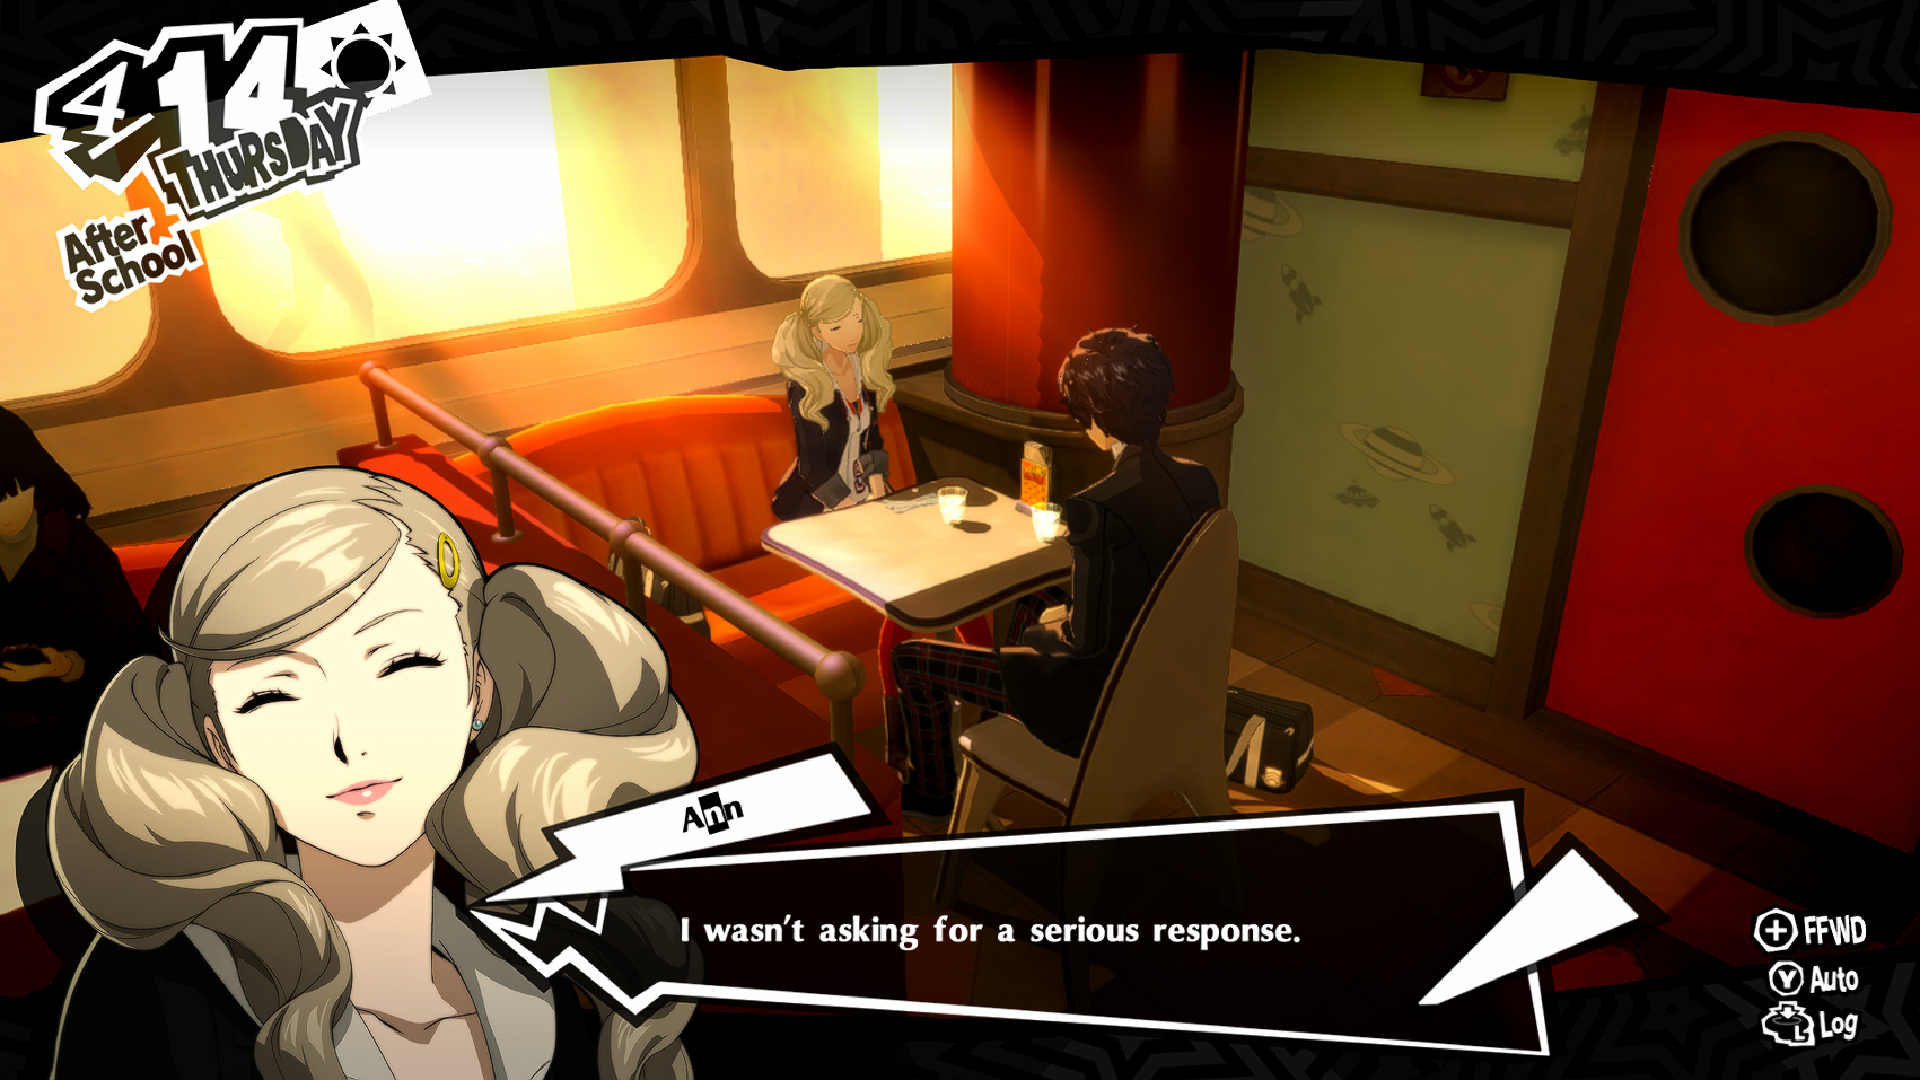 4/14
THURSDAY
After
School
Ann
I wasn't asking for a serious response.
FFWD
Y Auto
L Log